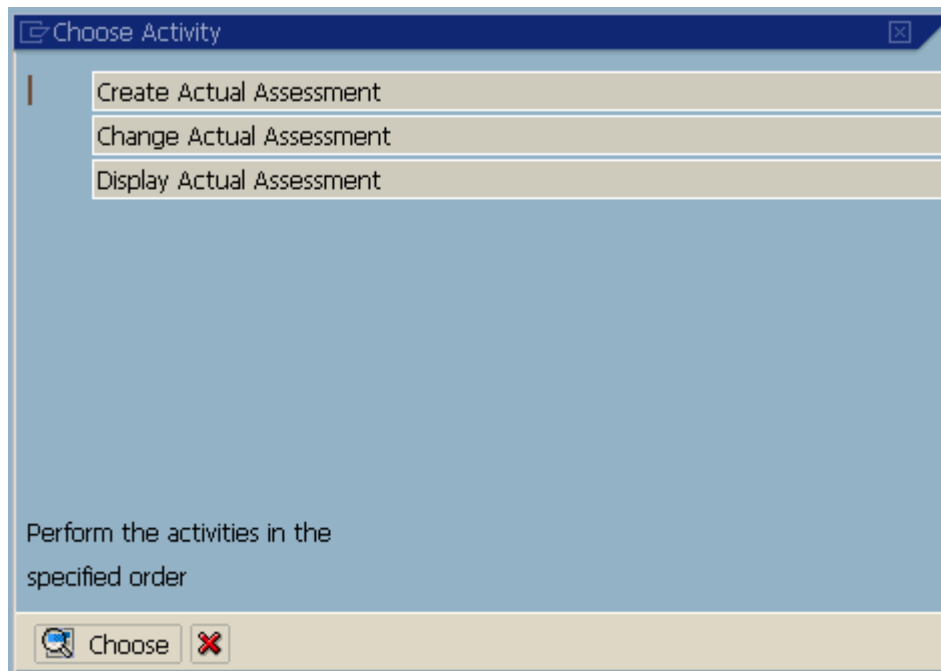 Choose Activity
Create Actual Assessment
Change Actual Assessment
Display Actual Assessment
Perform the activities in the
specified order
Choose